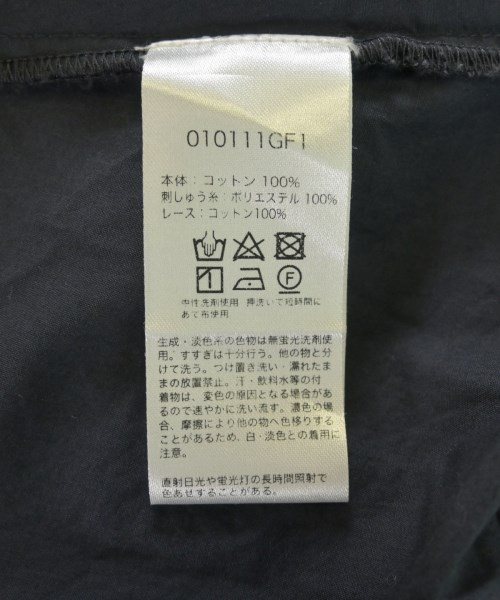 010111GF1
本体：コットン 100%
刺しゅう糸：ポリエステル 100%
レース：コットン100%
F
中性洗剤使用 押洗いで短時間に
あて布使用
生成・淡色系の色物は無蛍光洗剤使
用。すすぎは十分行う。他の物と分
けて洗う。つけ置き洗い・濡れたま
まの放置禁止。汗・飲料水等の付
着物は、変色の原因となる場合があ
るので速やかに洗い流す。濃色の場
合、摩擦により他の物へ色移りする
ことがあるため、白・淡色との着用に
注意。
直射日光や蛍光灯の長時間照射で
色あせすることがある。